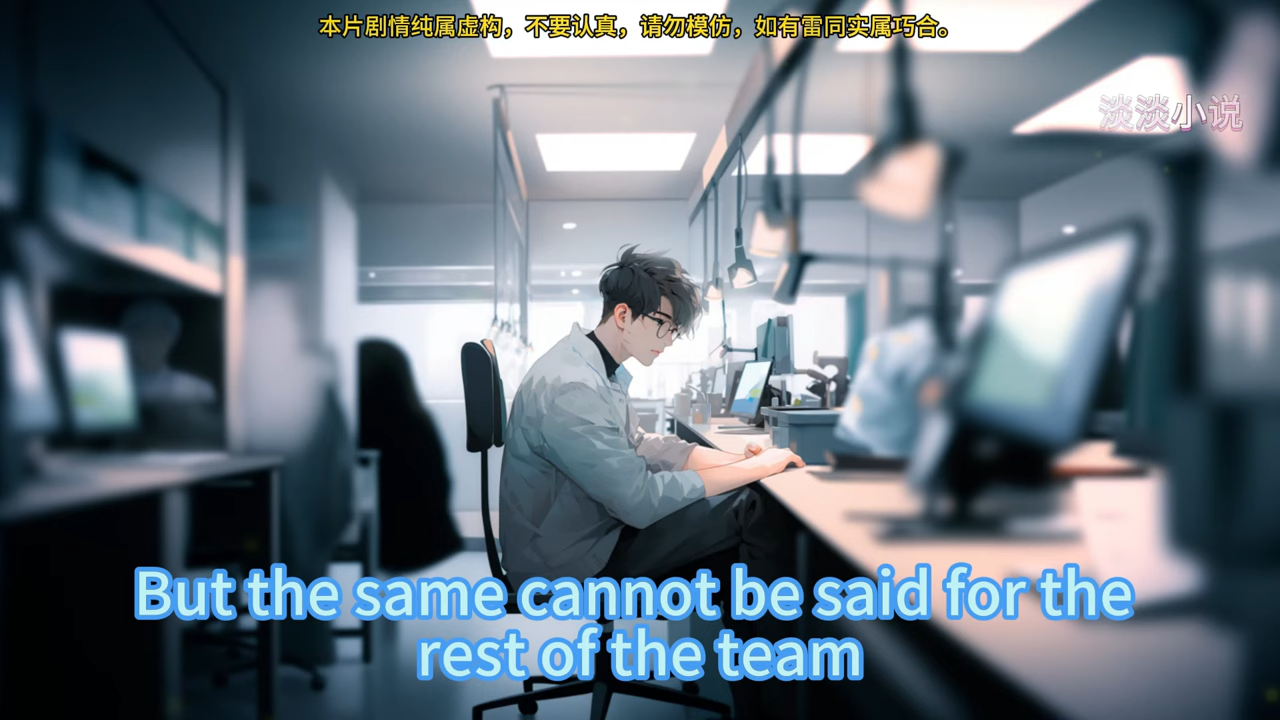 本片剧情纯属虚构，不要认真，请勿模仿，如有雷同实属巧合。
淡淡小说
But the same cannot be said for the
rest of the team